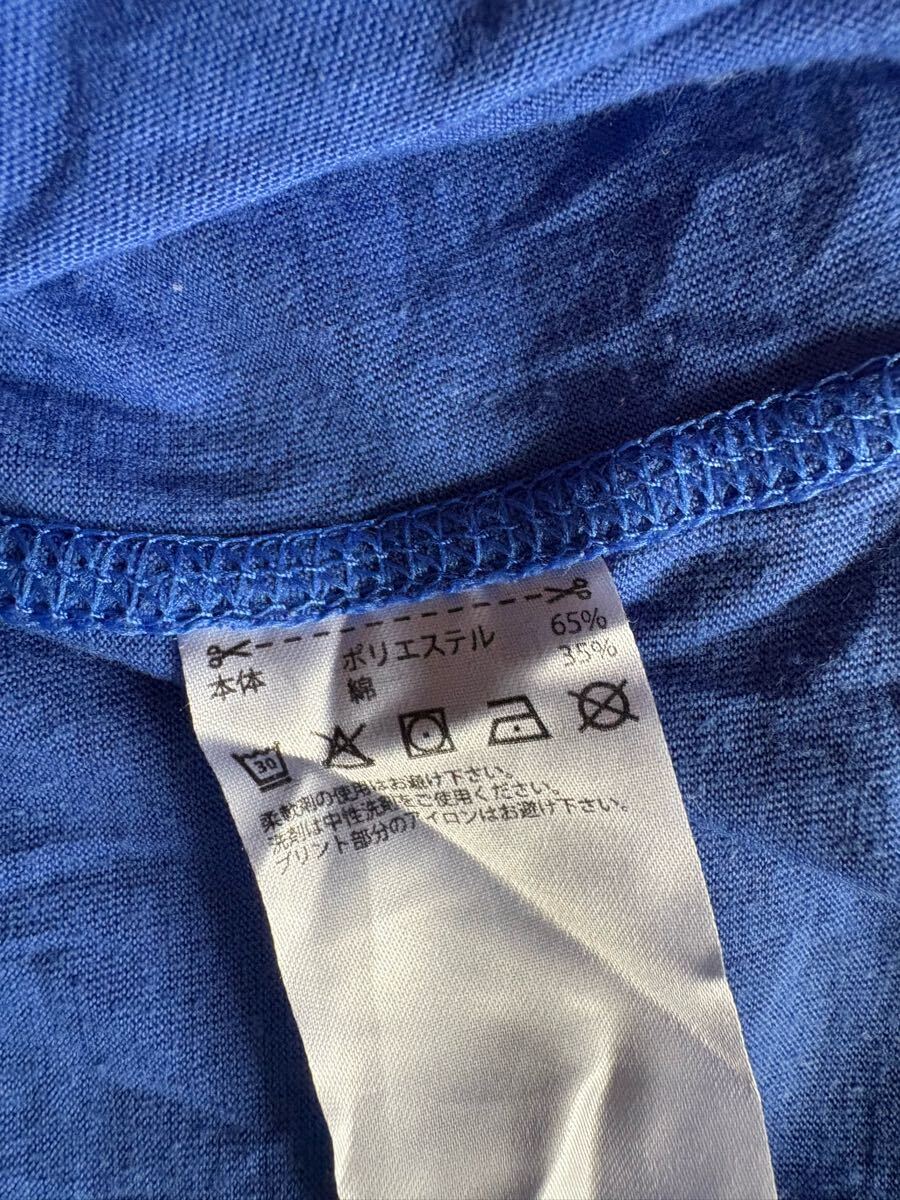 本体 ポリエステル 65%
綿 35%
30
柔軟剤の使用はお避け下さい。
洗剤は中性洗剤をご使用ください。
プリント部分のアイロンはお避け下さい。